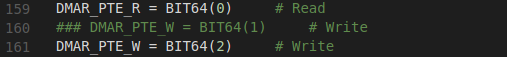 159 DMAR_PTE_R = BIT64(0) # Read
160 ### DMAR_PTE_W = BIT64(1) # Write
161 DMAR_PTE_W = BIT64(2) # Write